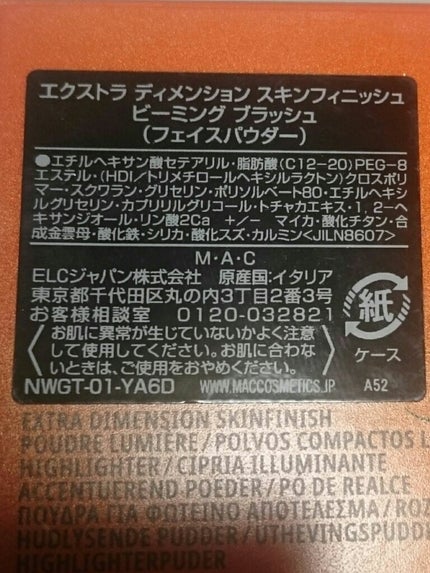 エクストラ ディメンション スキンフィニッシュ
ビーミング ブラッシュ
(フェイスパウダー)
●エチルヘキサン酸セテアリル・脂肪酸(C12-20)PEG-8
エステル・(HDI/トリメチロールヘキシルラクトン)クロスポリ
マー・スクワラン・グリセリン・ポリソルベート80・エチルヘキシ
ルグリセリン・カプリリルグリコール・トチャカエキス・1, 2-ヘ
キサンジオール・リン酸2Ca +/- マイカ・酸化チタン・合
成金雲母・酸化鉄・シリカ・酸化スズ・カルミン<JILN8607>
M・A・C
ELCジャパン株式会社 原産国:イタリア
東京都千代田区丸の内3丁目2番3号
お客様相談室 0120-032821
お肌に異常が生じていないかよく注意
して使用してください。お肌に合わな
いときは、ご使用をおやめください。
紙
ケース
NWGT-01-YA6D WWW.MACCOSMETICS.JP A52
EXTRA DIMENSION SKINFINISH
POUDRE LUMIÈRE/POLVOS COMPACTOS
HIGHLIGHTER/CIPRIA ILLUMINANTE
ACCENTUEREND POEDER/PÓ DE REALCE
ΠΟΥΔΡΑ ΓΙΑ ΦΩΤΕΙΝΟ ΑΠΟΤΕΛΕΣΜΑ/
HUDLYSENDE PUDDER/UTHEVINGSPUDD
HIGHLIGHTERPUDER